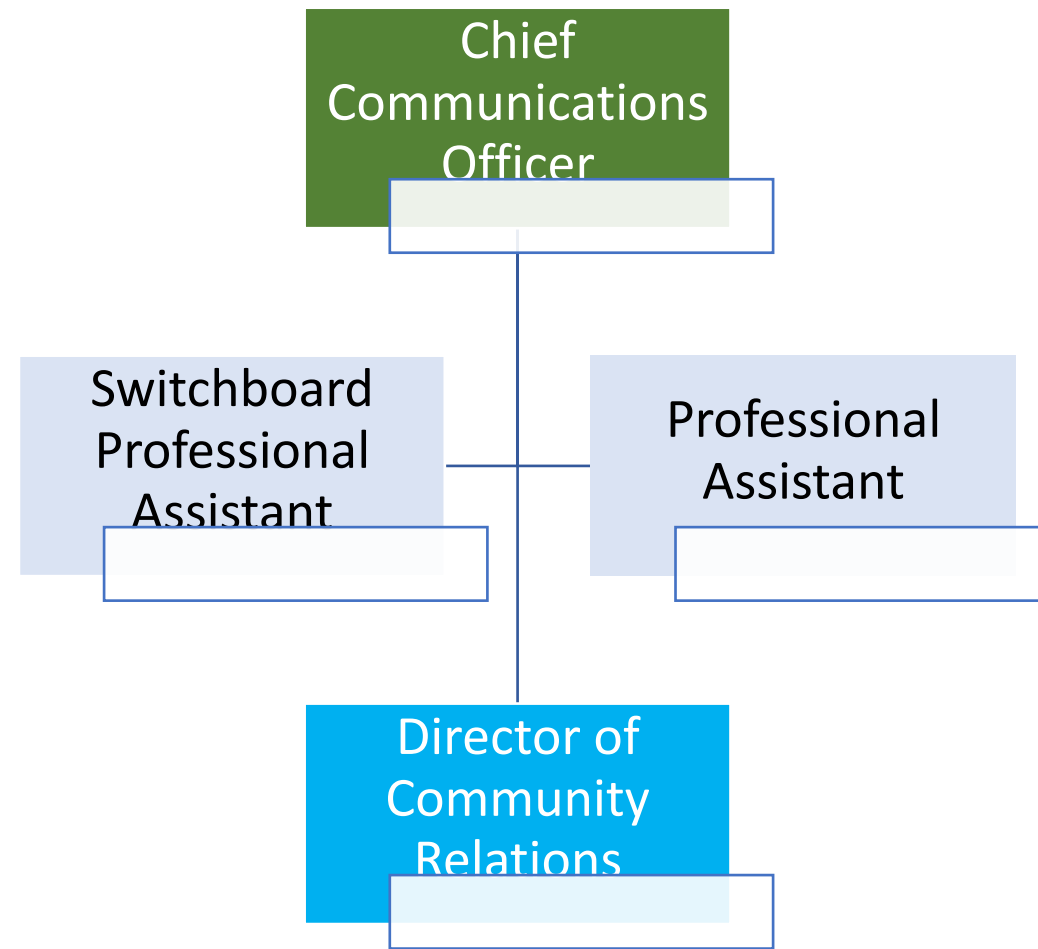 Chief
Communications
Officer
Switchboard
Professional
Assistant
Professional
Assistant
Director of
Community
Relations